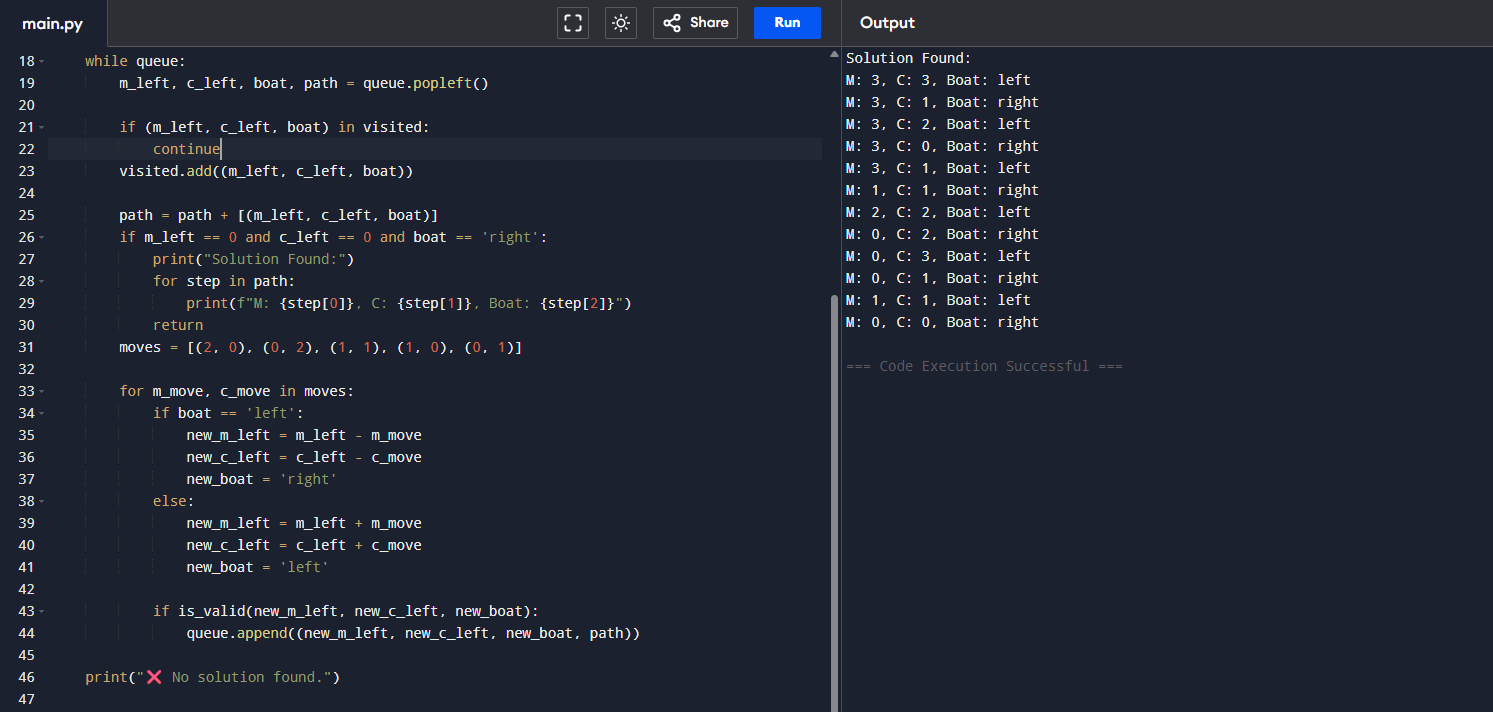 main.py
Share
Run
Output
18 while queue:
19 m_left, c_left, boat, path = queue.popleft()
20
21 if (m_left, c_left, boat) in visited:
22 continue
23 visited.add((m_left, c_left, boat))
24
25 path = path + [(m_left, c_left, boat)]
26 if m_left == 0 and c_left == 0 and boat == 'right':
27 print("Solution Found:")
28 for step in path:
29 print(f"M: {step[0]}, C: {step[1]}, Boat: {step[2]}")
30 return
31 moves = [(2, 0), (0, 2), (1, 1), (1, 0), (0, 1)]
32
33 for m_move, c_move in moves:
34 if boat == 'left':
35 new_m_left = m_left - m_move
36 new_c_left = c_left - c_move
37 new_boat = 'right'
38 else:
39 new_m_left = m_left + m_move
40 new_c_left = c_left + c_move
41 new_boat = 'left'
42
43 if is_valid(new_m_left, new_c_left, new_boat):
44 queue.append((new_m_left, new_c_left, new_boat, path))
45
46 print("❌ No solution found.")
47
Solution Found:
M: 3, C: 3, Boat: left
M: 3, C: 1, Boat: right
M: 3, C: 2, Boat: left
M: 3, C: 0, Boat: right
M: 3, C: 1, Boat: left
M: 1, C: 1, Boat: right
M: 2, C: 2, Boat: left
M: 0, C: 2, Boat: right
M: 0, C: 3, Boat: left
M: 0, C: 1, Boat: right
M: 1, C: 1, Boat: left
M: 0, C: 0, Boat: right
=== Code Execution Successful ===